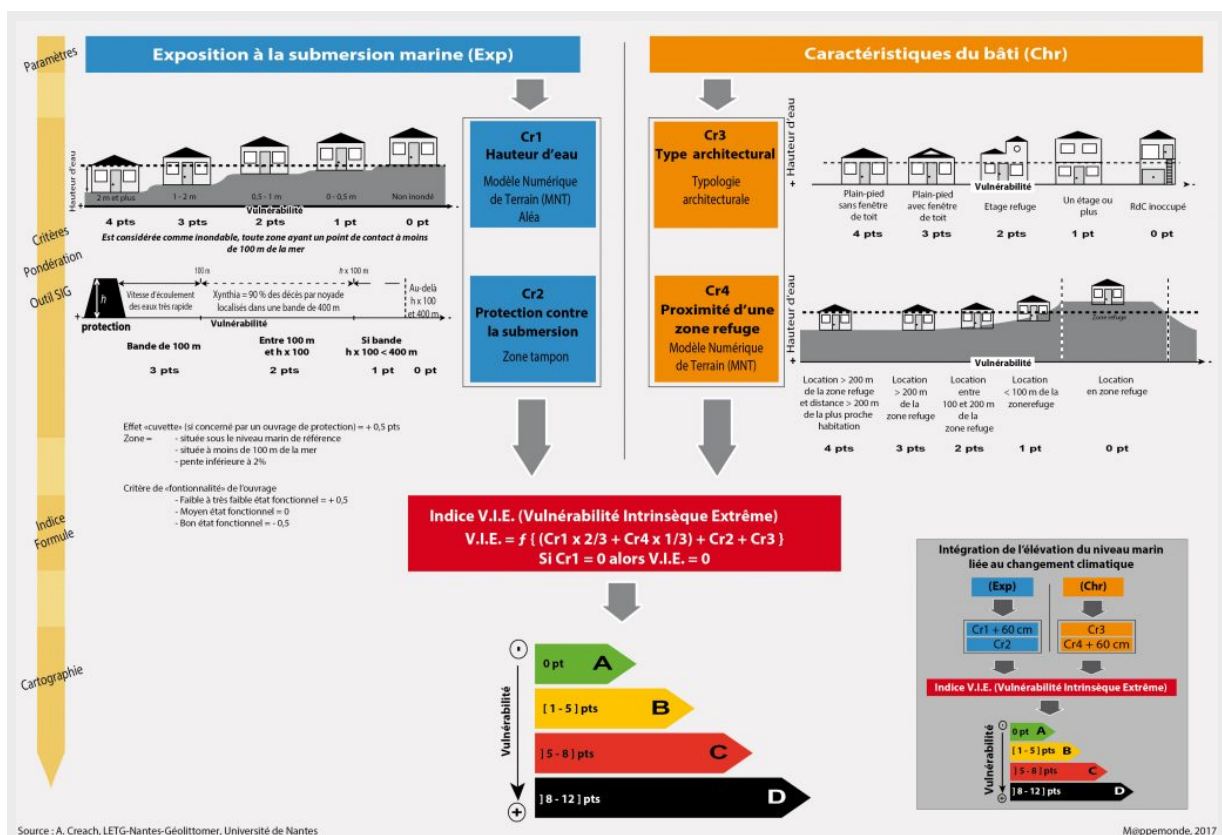 Paramètres
Exposition à la submersion marine (Exp)
Caractéristiques du bâti (Chr)
Hauteur d'eau
2 m et plus
1 - 2 m
0,5 - 1 m
0 - 0,5 m
Non inondé
Vulnérabilité
4 pts
3 pts
2 pts
1 pt
0 pt
Est considérée comme inondable, toute zone ayant un point de contact à moins
de 100 m de la mer
Cr1
Hauteur d'eau
Modèle Numérique
de Terrain (MNT)
Aléa
Cr3
Type architectural
Typologie
architecturale
+ Hauteur d'eau
Vulnérabilité
Plain-pied
sans fenêtre
de toit
Plain-pied
avec fenêtre
de toit
Etage refuge
Un étage ou
plus
RdC inoccupé
4 pts
3 pts
2 pts
1 pt
0 pt
Critères
Pondération
Outil SIG
h
100 m
h x 100 m
Vitesse d'écoulement
des eaux très rapide
Xynthia = 90 % des décès par noyade
localisés dans une bande de 400 m
Au-delà
h x 100
et 400 m
protection
Vulnérabilité
Bande de 100 m
Entre 100 m
et h x 100
Si bande
h x 100 < 400 m
3 pts
2 pts
1 pt
0 pt
Cr2
Protection contre
la submersion
Zone tampon
Cr4
Proximité d'une
zone refuge
Modèle Numérique
de Terrain (MNT)
+ Hauteur d'eau
Zone refuge
Vulnérabilité
Location > 200 m
de la zone refuge
et distance > 200 m
de la plus proche
habitation
Location
> 200 m
de la
zone refuge
Location
entre
100 et 200 m
de la
zone refuge
Location
< 100 m de la
zonerefuge
Location
en zone refuge
4 pts
3 pts
2 pts
1 pt
0 pt
Effet «cuvette» (si concerné par un ouvrage de protection) = + 0,5 pts
Zone = - située sous le niveau marin de référence
- située à moins de 100 m de la mer
- pente inférieure à 2%
Critère de «fontionnalité» de l'ouvrage
- Faible à très faible état fonctionnel = + 0,5
- Moyen état fonctionnel = 0
- Bon état fonctionnel = - 0,5
Indice
Formule
Indice V.I.E. (Vulnérabilité Intrinsèque Extrême)
V.I.E. = ƒ { (Cr1 x 2/3 + Cr4 x 1/3) + Cr2 + Cr3 }
Si Cr1 = 0 alors V.I.E. = 0
Cartographie
Vulnérabilité
0 pt A
[ 1 - 5 ] pts B
] 5 - 8 ] pts C
] 8 - 12 ] pts D
Intégration de l'élévation du niveau marin
liée au changement climatique
(Exp)
(Chr)
Cr1 + 60 cm
Cr2
Cr3
Cr4 + 60 cm
Indice V.I.E. (Vulnérabilité Intrinsèque Extrême)
Vulnérabilité
0 pt A
[ 1 - 5 ] pts B
] 5 - 8 ] pts C
] 8 - 12 ] pts D
Source : A. Creach, LETG-Nantes-Géolittomer, Université de Nantes
M@ppemonde, 2017